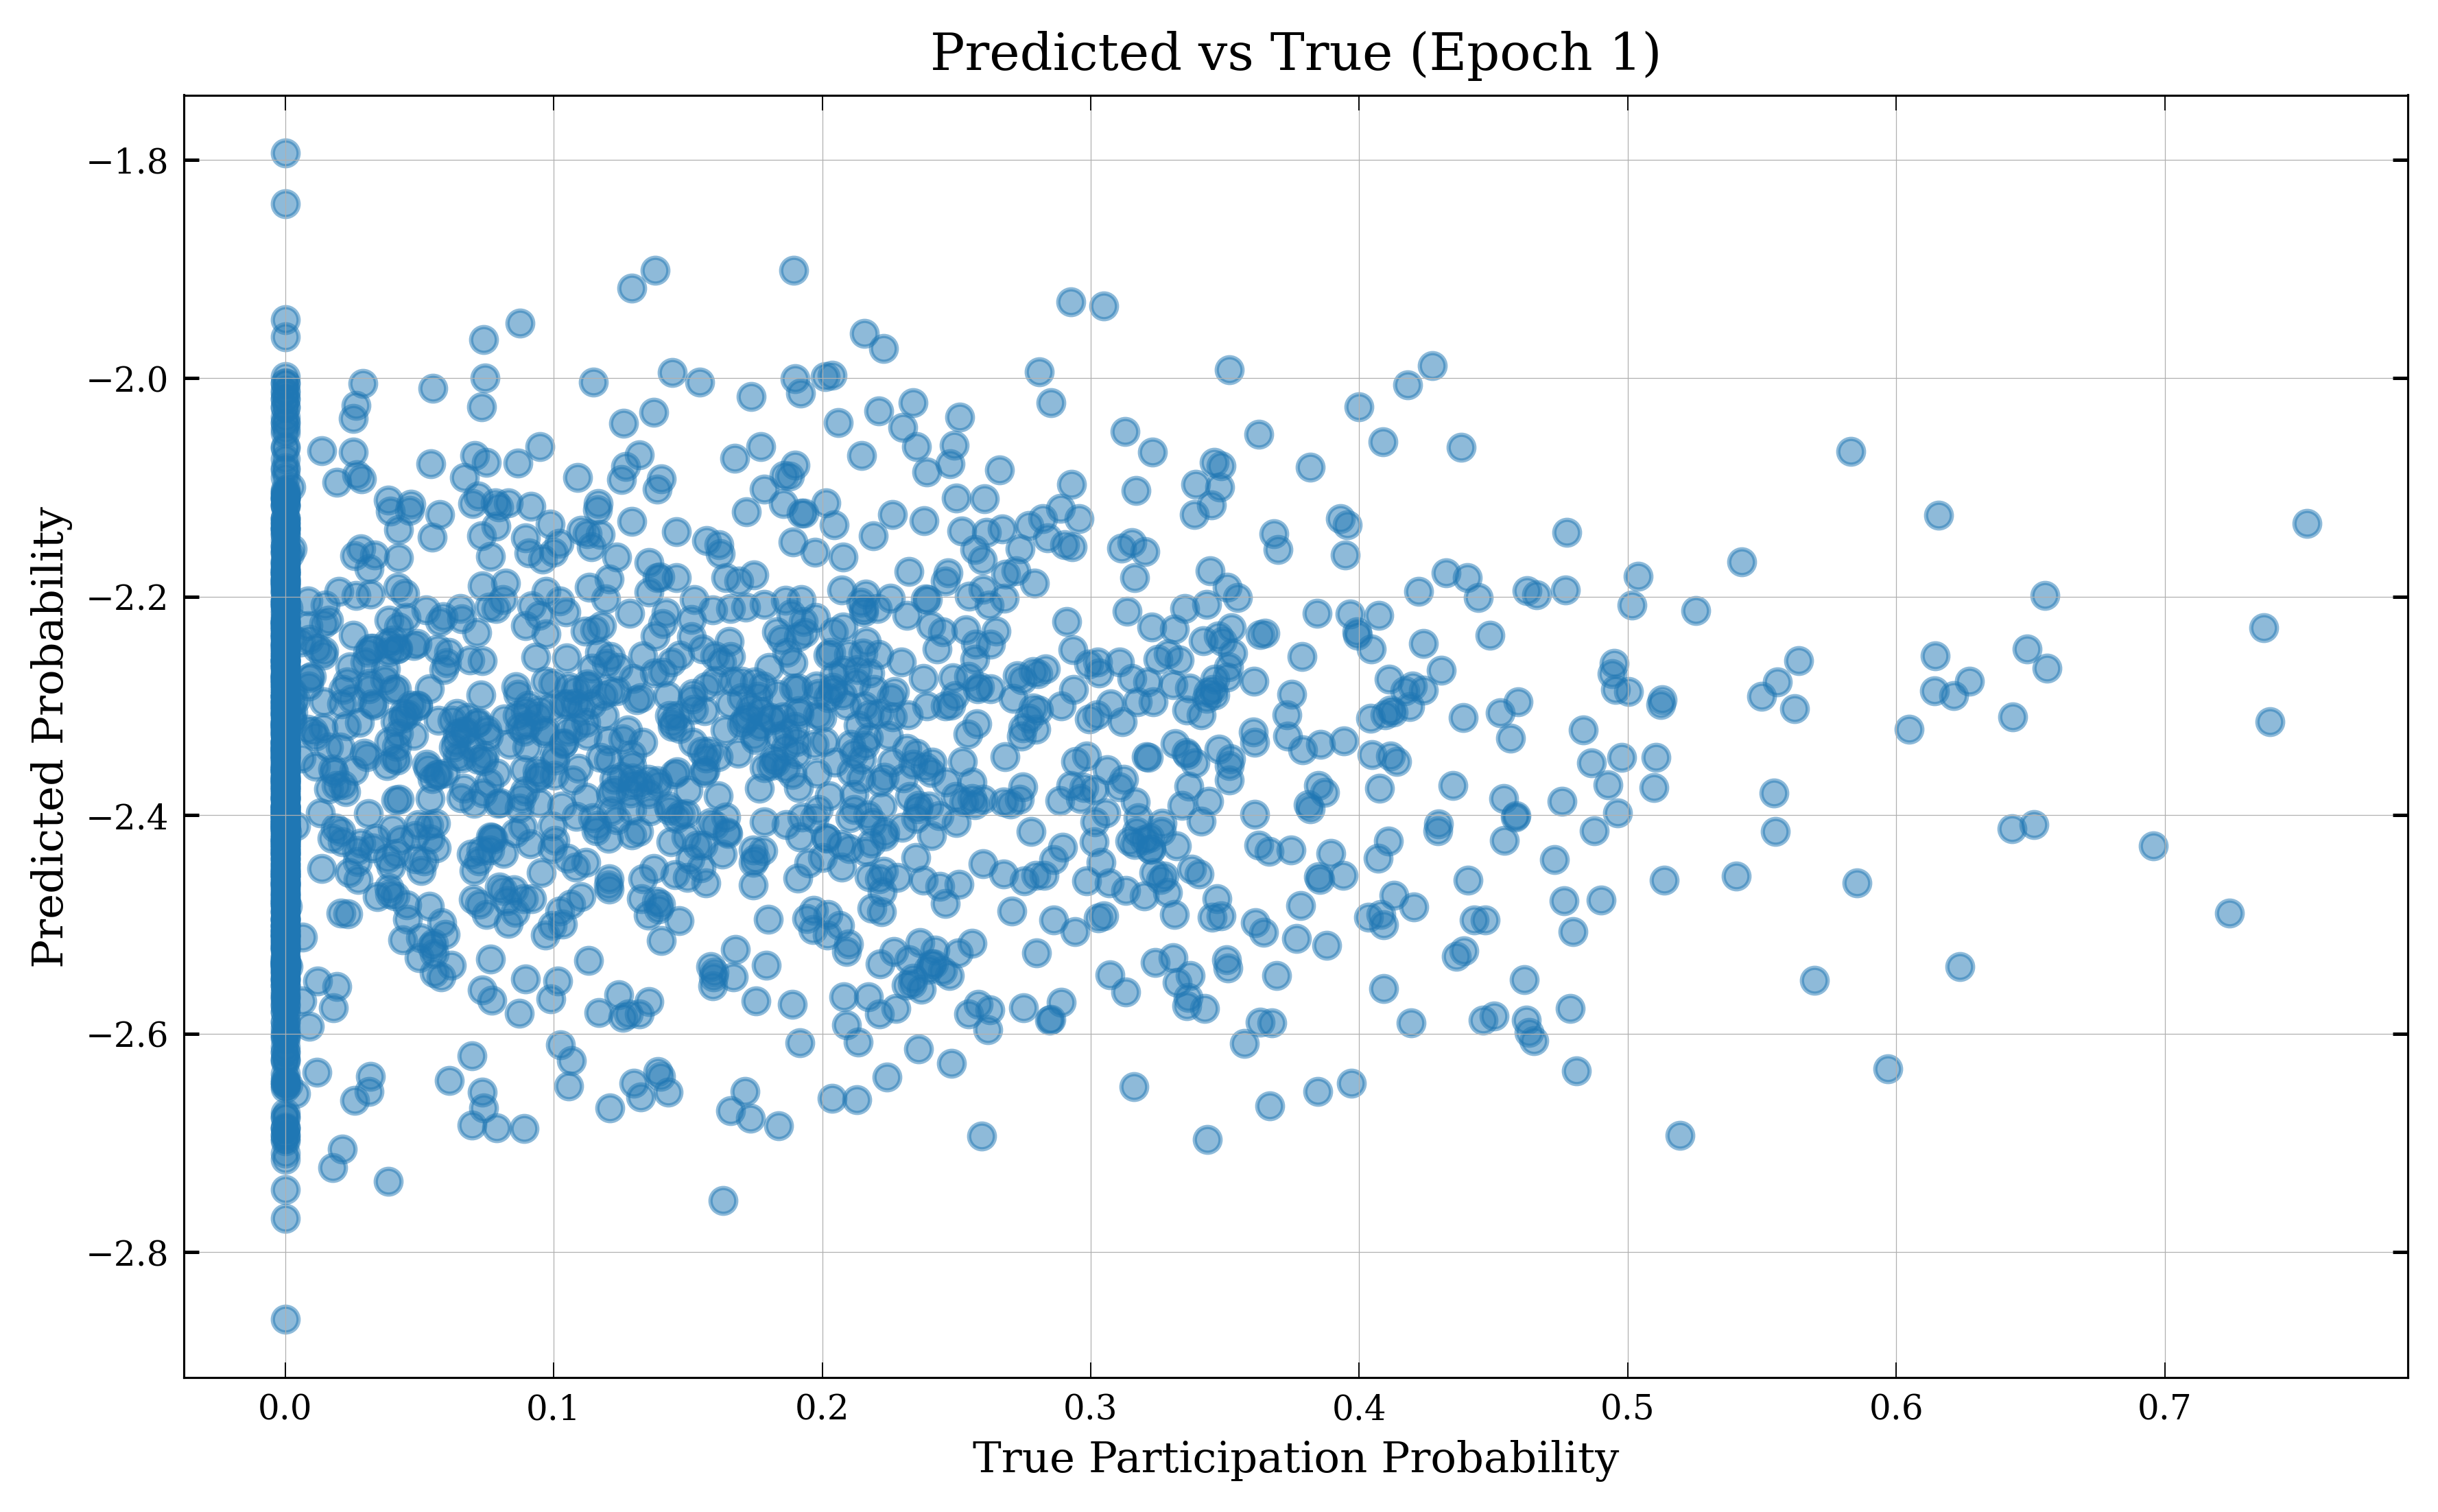 Predicted vs True (Epoch 1)
Predicted Probability
−1.8
−2.0
−2.2
−2.4
−2.6
−2.8
0.0 0.1 0.2 0.3 0.4 0.5 0.6 0.7
True Participation Probability